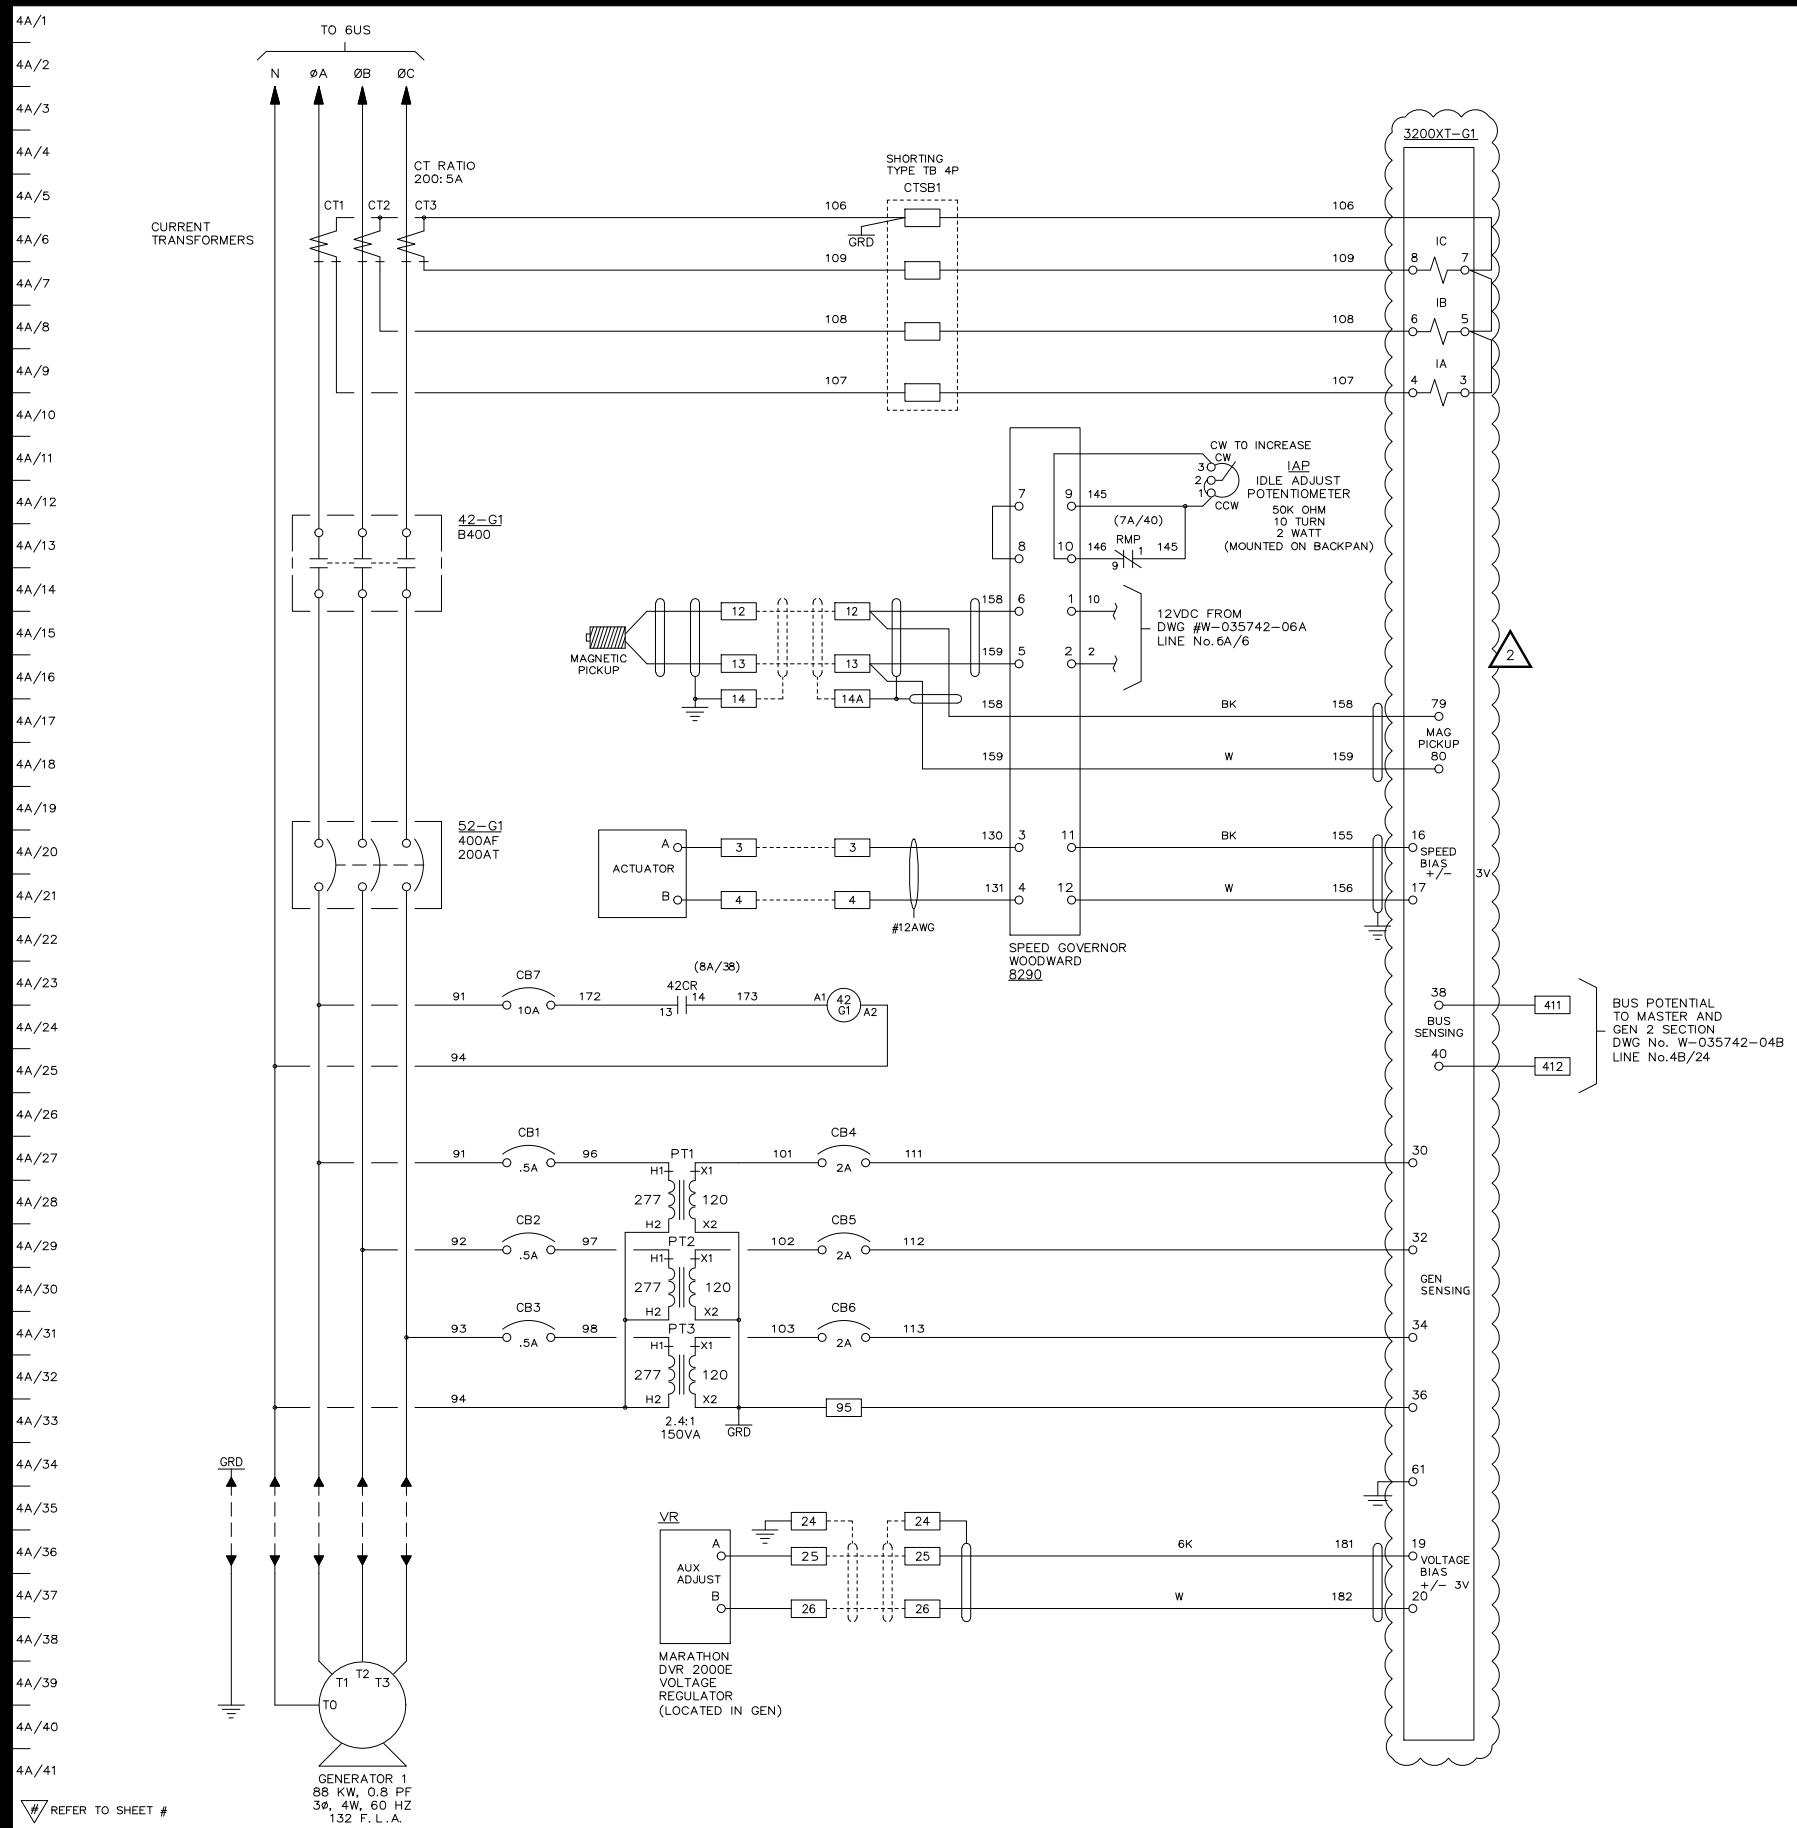 4A/1
TO 6US
4A/2
N ØA ØB ØC
4A/3
3200XT-G1
4A/4
CT RATIO
200:5A
SHORTING
TYPE TB 4P
CTSB1
4A/5
CT1 CT2 CT3
106 106
CURRENT
TRANSFORMERS
4A/6
GRD
IC
109 109 8 7
4A/7
IB
4A/8
108 108 6 5
4A/9
IA
107 107 4 3
4A/10
CW TO INCREASE
4A/11
CW
3
2
1
CCW
IAP
IDLE ADJUST
POTENTIOMETER
50K OHM
10 TURN
2 WATT
(MOUNTED ON BACKPAN)
4A/12
7 9 145
42-G1
B400
(7A/40)
4A/13
8 10 146 RMP 9 1 145
4A/14
12 12 158 6 1 10
12VDC FROM
DWG #W-035742-06A
LINE No.6A/6
4A/15
MAGNETIC
PICKUP
13 13 159 5 2 2
2
4A/16
14 14A
158 BK 158 79
4A/17
MAG
PICKUP
4A/18
159 W 159 80
4A/19
52-G1
400AF
200AT
4A/20
A 3 3 130 3 11 BK 155 16
ACTUATOR
SPEED
BIAS
+/- 3V
4A/21
B 4 4 131 4 12 W 156 17
#12AWG
4A/22
SPEED GOVERNOR
WOODWARD
8290
4A/23
(8A/38)
CB7 42CR
91 10A 172 13 14 173 A1 42 G1 A2
38 411
BUS POTENTIAL
TO MASTER AND
GEN 2 SECTION
DWG No. W-035742-04B
LINE No.4B/24
4A/24
BUS
SENSING
94
4A/25
40 412
4A/26
CB1 CB4
4A/27
91 .5A 96 PT1 101 2A 111 30
H1 X1
4A/28
277 120
H2 X2
CB2 CB5
4A/29
92 .5A 97 PT2 102 2A 112 32
H1 X1
4A/30
277 120
GEN
SENSING
H2 X2
CB3 CB6
4A/31
93 .5A 98 PT3 103 2A 113 34
H1 X1
4A/32
277 120
94 H2 X2 95 36
4A/33
2.4:1
150VA
GRD
4A/34
GRD
61
4A/35
VR
24 24
4A/36
A 25 25 6K 181 19
AUX
ADJUST
VOLTAGE
BIAS
+/- 3V
4A/37
B 26 26 W 182 20
4A/38
MARATHON
DVR 2000E
VOLTAGE
REGULATOR
(LOCATED IN GEN)
4A/39
T1 T2 T3
T0
4A/40
4A/41
GENERATOR 1
88 KW, 0.8 PF
3Ø, 4W, 60 HZ
132 F.L.A.
# REFER TO SHEET #